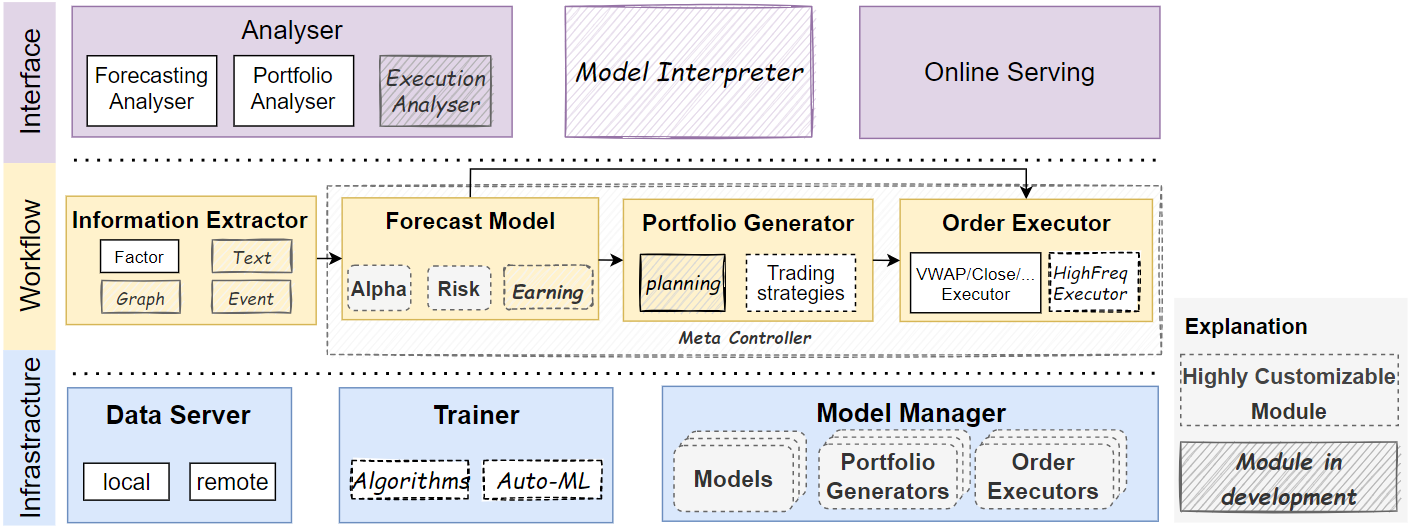 Interface
Analyser
Forecasting
Analyser
Portfolio
Analyser
Execution
Analyser
Model Interpreter
Online Serving
Workflow
Information Extractor
Factor
Text
Graph
Event
Forecast Model
Alpha
Risk
Earning
Portfolio Generator
planning
Trading
strategies
Order Executor
VWAP/Close/...
Executor
HighFreq
Executor
Meta Controller
Infrastracture
Data Server
local
remote
Trainer
Algorithms
Auto-ML
Model Manager
Models
Portfolio
Generators
Order
Executors
Explanation
Highly Customizable
Module
Module in
development